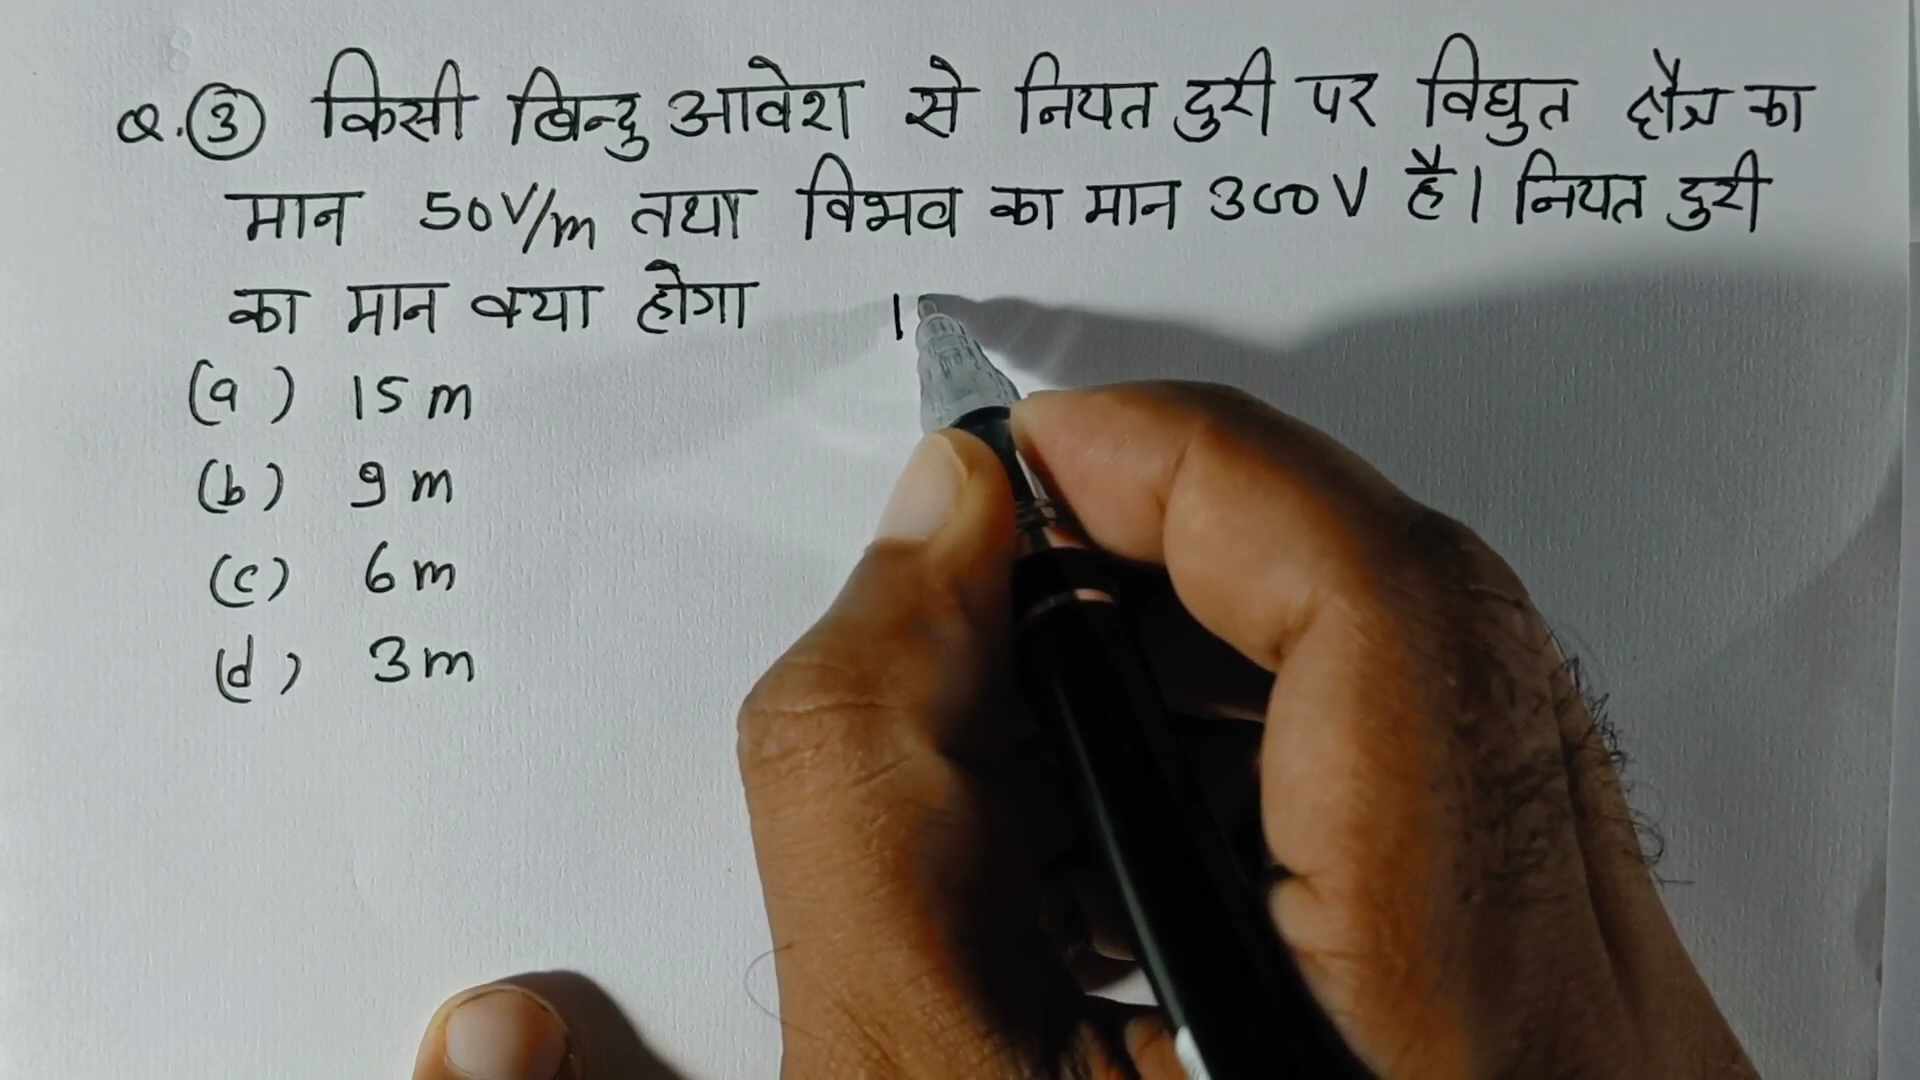 Q.③ किसी बिन्दु आवेश से नियत दुरी पर विद्युत क्षैत्र का
मान 50V/m तथा विभव का मान 300V है। नियत दुरी
का मान क्या होगा
(a) 15m
(b) 9m
(c) 6m
(d) 3m